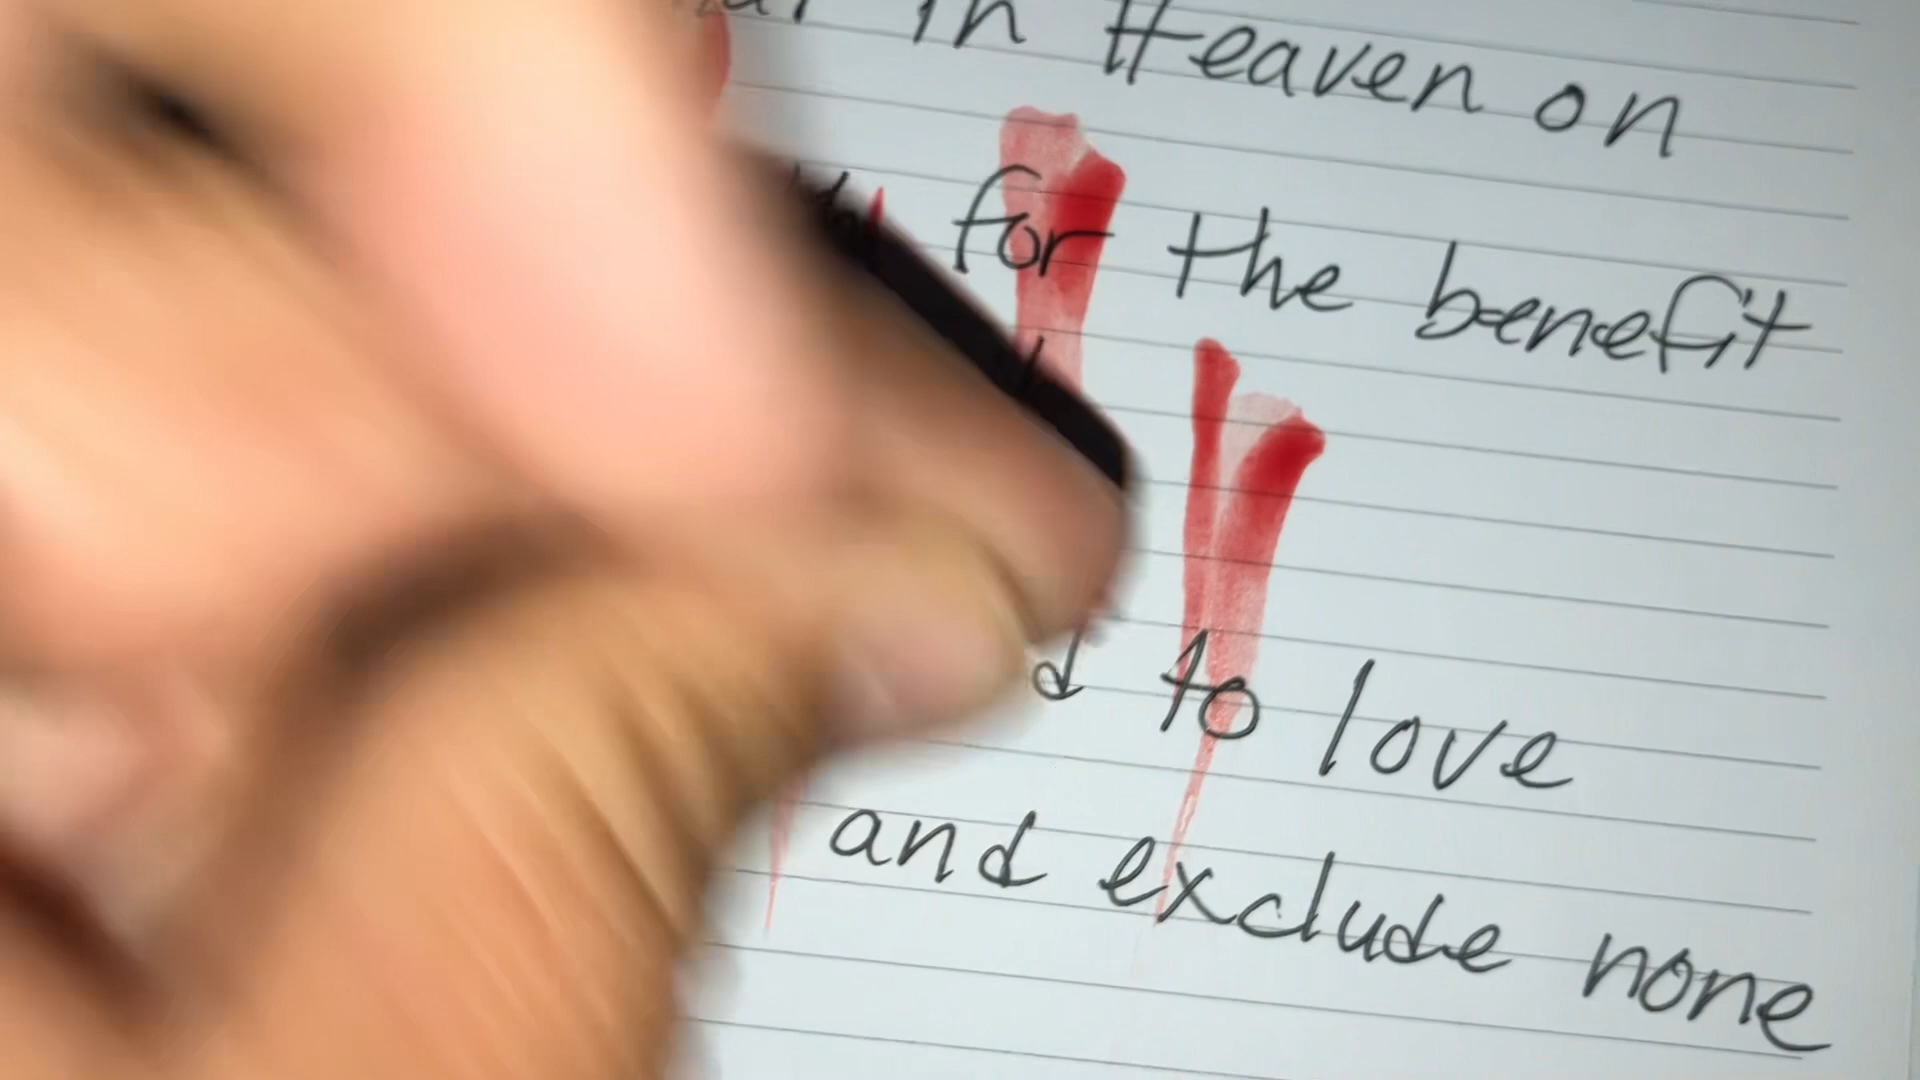 in Heaven on
for the benefit
to love
and exclude none